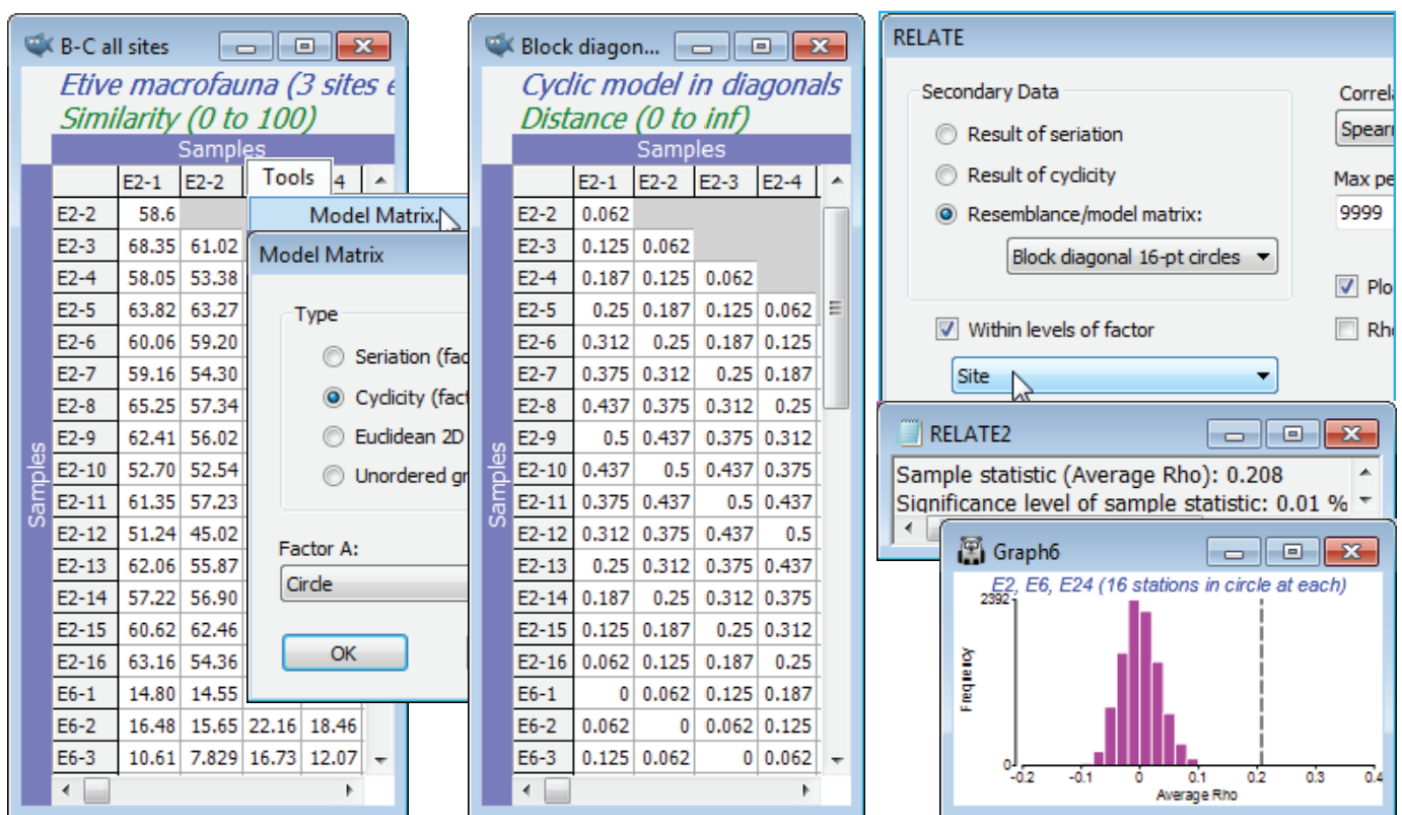 B-C all sites
Etive macrofauna (3 sites
Similarity (0 to 100)
Samples
E2-1 E2-2 Tools 4
E2-2 58.6 Model Matrix..
E2-3 68.35 61.02 Model Matrix
E2-4 58.05 53.38
E2-5 63.82 63.27 Type
E2-6 60.06 59.20 Seriation (fac
E2-7 59.16 54.30
E2-8 65.25 57.34 Cyclicity (fact
E2-9 62.41 56.02 Euclidean 2D
E2-10 52.70 52.54 Unordered gr
E2-11 61.35 57.23
E2-12 51.24 45.02 Factor A:
E2-13 62.06 55.87 Circle
E2-14 57.22 56.90
E2-15 60.62 62.46 OK
E2-16 63.16 54.36
E6-1 14.80 14.55
E6-2 16.48 15.65 22.16 18.46
E6-3 10.61 7.829 16.73 12.07
Samples
Block diagon...
Cyclic model in diagonals
Distance (0 to inf)
Samples
E2-1 E2-2 E2-3 E2-4
E2-2 0.062
E2-3 0.125 0.062
E2-4 0.187 0.125 0.062
E2-5 0.25 0.187 0.125 0.062
E2-6 0.312 0.25 0.187 0.125
E2-7 0.375 0.312 0.25 0.187
E2-8 0.437 0.375 0.312 0.25
E2-9 0.5 0.437 0.375 0.312
E2-10 0.437 0.5 0.437 0.375
E2-11 0.375 0.437 0.5 0.437
E2-12 0.312 0.375 0.437 0.5
E2-13 0.25 0.312 0.375 0.437
E2-14 0.187 0.25 0.312 0.375
E2-15 0.125 0.187 0.25 0.312
E2-16 0.062 0.125 0.187 0.25
E6-1 0 0.062 0.125 0.187
E6-2 0.062 0 0.062 0.125
E6-3 0.125 0.062 0 0.062
Samples
RELATE
Secondary Data Correl
Result of seriation Spearn
Result of cyclicity Max pe
Resemblance/model matrix: 9999
Block diagonal 16-pt circles
Plo
Within levels of factor Rh
Site
RELATE2
Sample statistic (Average Rho): 0.208
Significance level of sample statistic: 0.01 %
Graph6
E2, E6, E24 (16 stations in circle at each)
2392
Frequency
0
-0.2 -0.1 0 0.1 0.2 0.3 0.4
Average Rho